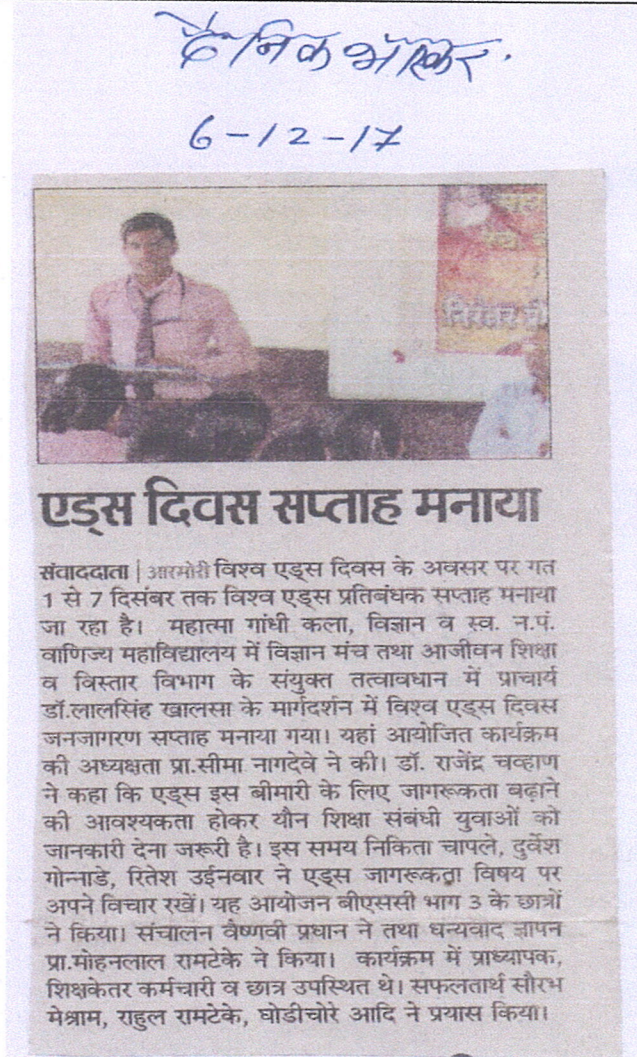 दैनिक भास्कर.
6-12-17
निरंतर
एड्स दिवस सप्ताह मनाया
संवाददाता | आरमोरी विश्व एड्स दिवस के अवसर पर गत
1 से 7 दिसंबर तक विश्व एड्स प्रतिबंधक सप्ताह मनाया
जा रहा है। महात्मा गांधी कला, विज्ञान व स्व. न.पं.
वाणिज्य महाविद्यालय में विज्ञान मंच तथा आजीवन शिक्षा
व विस्तार विभाग के संयुक्त तत्वावधान में प्राचार्य
डॉ.लालसिंह खालसा के मार्गदर्शन में विश्व एड्स दिवस
जनजागरण सप्ताह मनाया गया। यहां आयोजित कार्यक्रम
की अध्यक्षता प्रा.सीमा नागदेवे ने की। डॉ. राजेंद्र चव्हाण
ने कहा कि एड्स इस बीमारी के लिए जागरूकता बढ़ाने
की आवश्यकता होकर यौन शिक्षा संबंधी युवाओं को
जानकारी देना जरूरी है। इस समय निकिता चापले, दुर्वेश
गोन्नाडे, रितेश उईनवार ने एड्स जागरूकता विषय पर
अपने विचार रखें। यह आयोजन बीएससी भाग 3 के छात्रों
ने किया। संचालन वैष्णवी प्रधान ने तथा धन्यवाद ज्ञापन
प्रा.मोहनलाल रामटेके ने किया। कार्यक्रम में प्राध्यापक,
शिक्षकेतर कर्मचारी व छात्र उपस्थित थे। सफलतार्थ सौरभ
मेश्राम, राहुल रामटेके, घोडीचोरे आदि ने प्रयास किया।